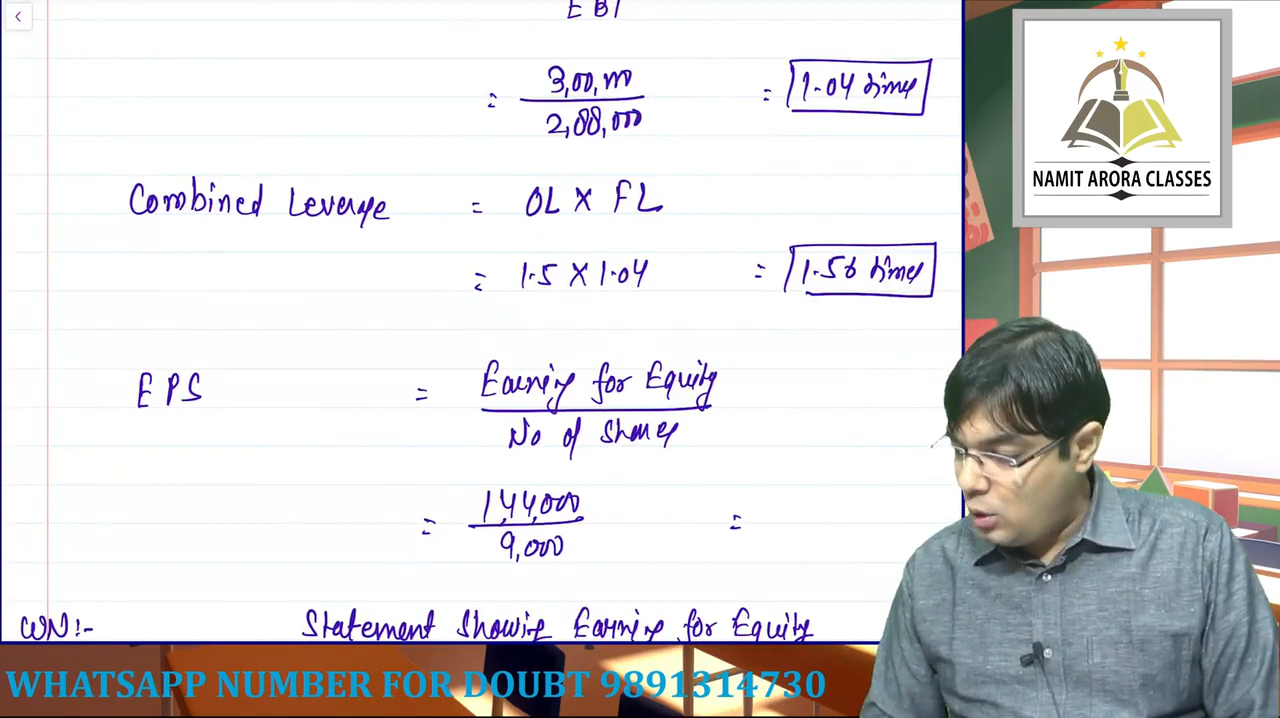 EBT
= 3,00,000 / 2,88,000 = 1.04 times
NAMIT ARORA CLASSES
Combined Leverage = OL X FL
= 1.5 X 1.04 = 1.56 times
EPS = Earning for Equity / No of Shares
= 1,44,000 / 9,000 =
WN:- Statement Showing Earning for Equity
WHATSAPP NUMBER FOR DOUBT 9891314730